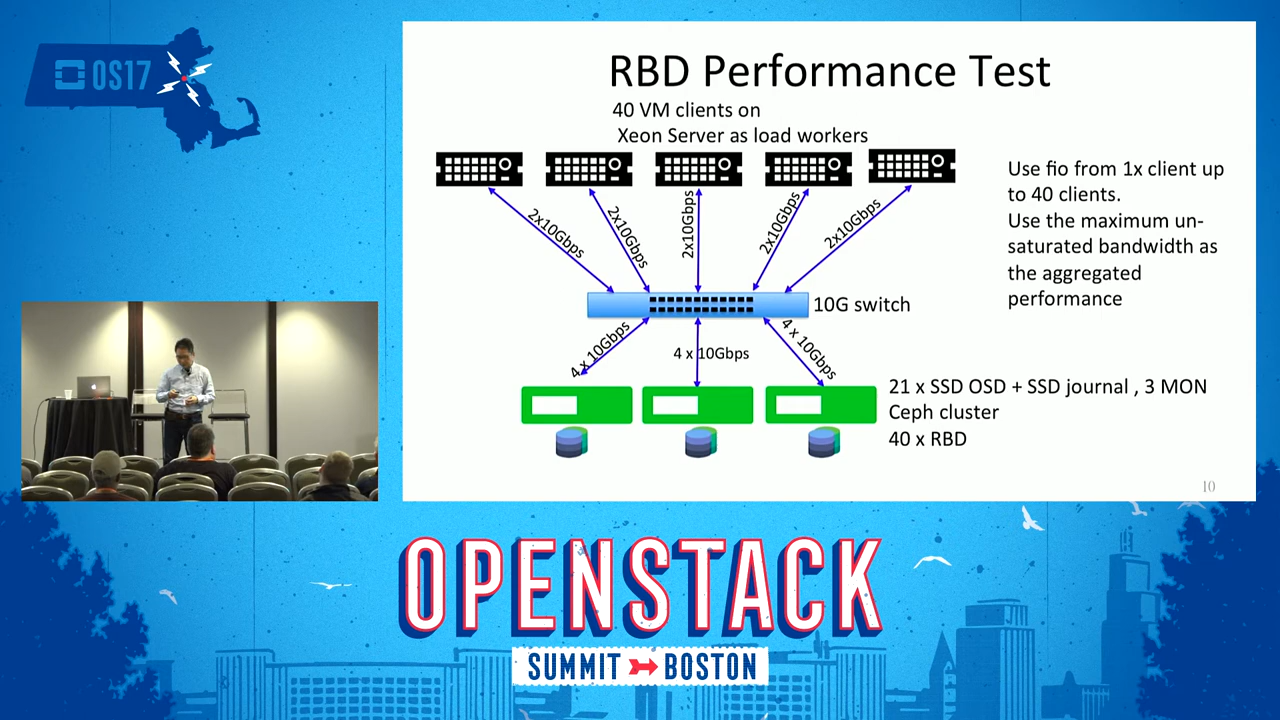 OS17
RBD Performance Test
40 VM clients on
Xeon Server as load workers
Use fio from 1x client up
to 40 clients.
Use the maximum un-
saturated bandwidth as
the aggregated
performance
2x10Gbps
2x10Gbps
2x10Gbps
2x10Gbps
2x10Gbps
10G switch
4 x 10Gbps
4 x 10Gbps
4 x 10Gbps
21 x SSD OSD + SSD journal , 3 MON
Ceph cluster
40 x RBD
10
OPENSTACK
SUMMIT BOSTON